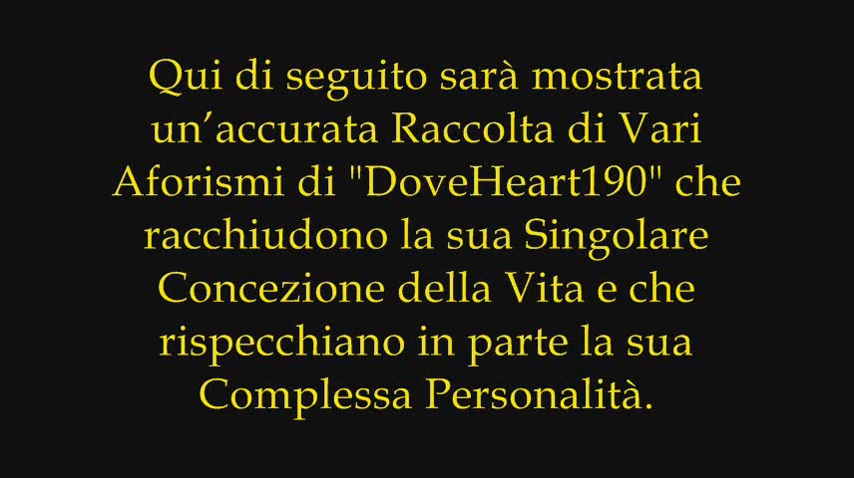 Qui di seguito sarà mostrata
un’accurata Raccolta di Vari
Aforismi di "DoveHeart190" che
racchiudono la sua Singolare
Concezione della Vita e che
rispecchiano in parte la sua
Complessa Personalità.